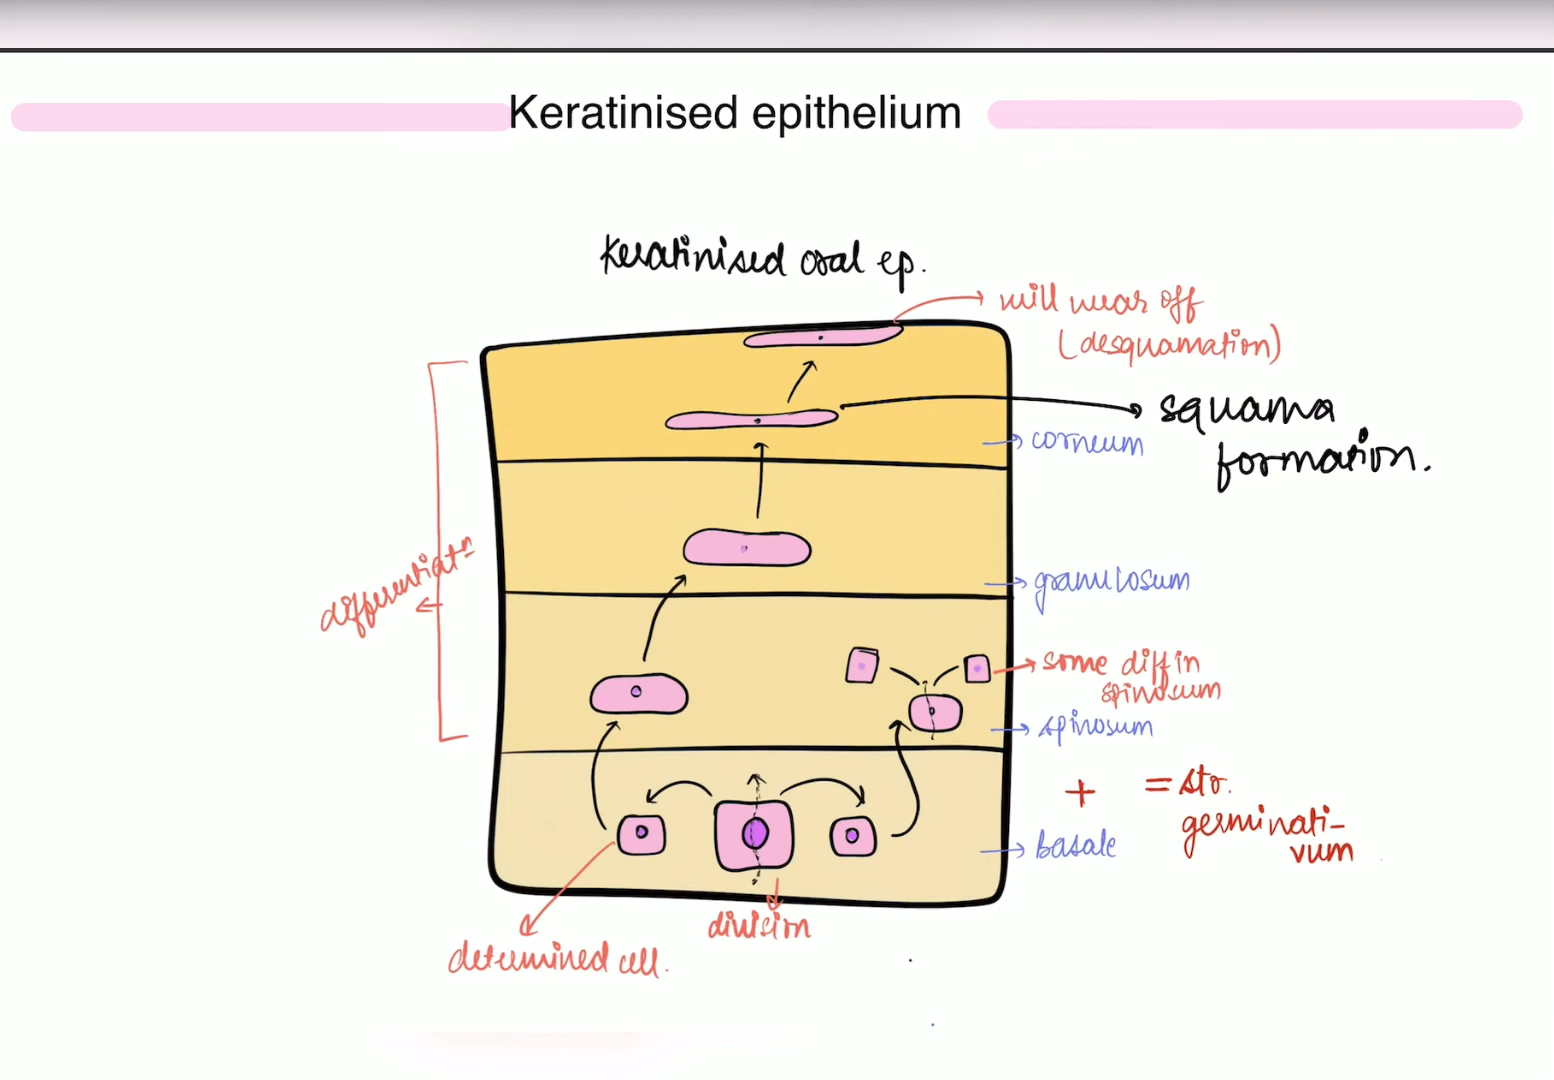 Keratinised epithelium
Keratinised oral ep.
will wear off
(desquamation)
squama
formation.
corneum
differentiatn
granulosum
some diff in
spinosum
spinosum
+ = str.
germinati-
vum
basale
division
determined cell.